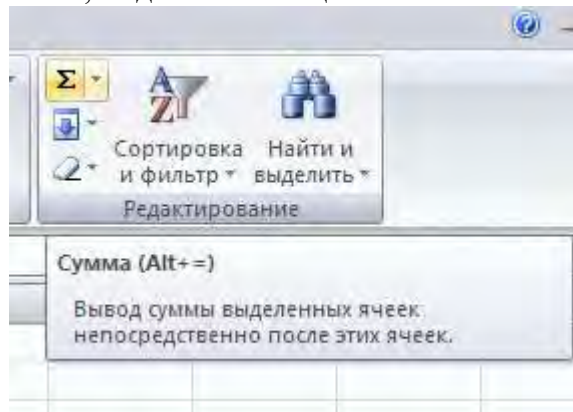 Σ
Сортировка и фильтр
Найти и выделить
Редактирование
Сумма (Alt+=)
Вывод суммы выделенных ячеек
непосредственно после этих ячеек.